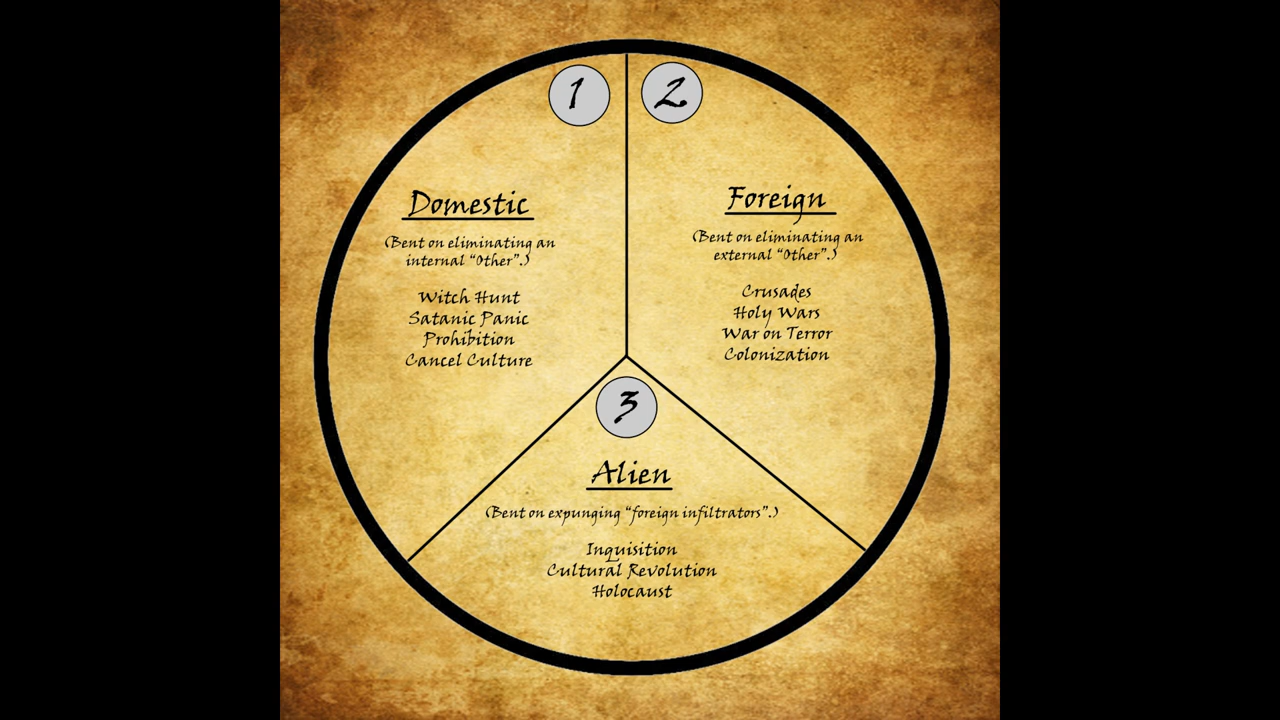 1
2
Domestic
(Bent on eliminating an
internal "Other".)
Witch Hunt
Satanic Panic
Prohibition
Cancel Culture
Foreign
(Bent on eliminating an
external "Other".)
Crusades
Holy Wars
War on Terror
Colonization
3
Alien
(Bent on expunging "foreign infiltrators".)
Inquisition
Cultural Revolution
Holocaust